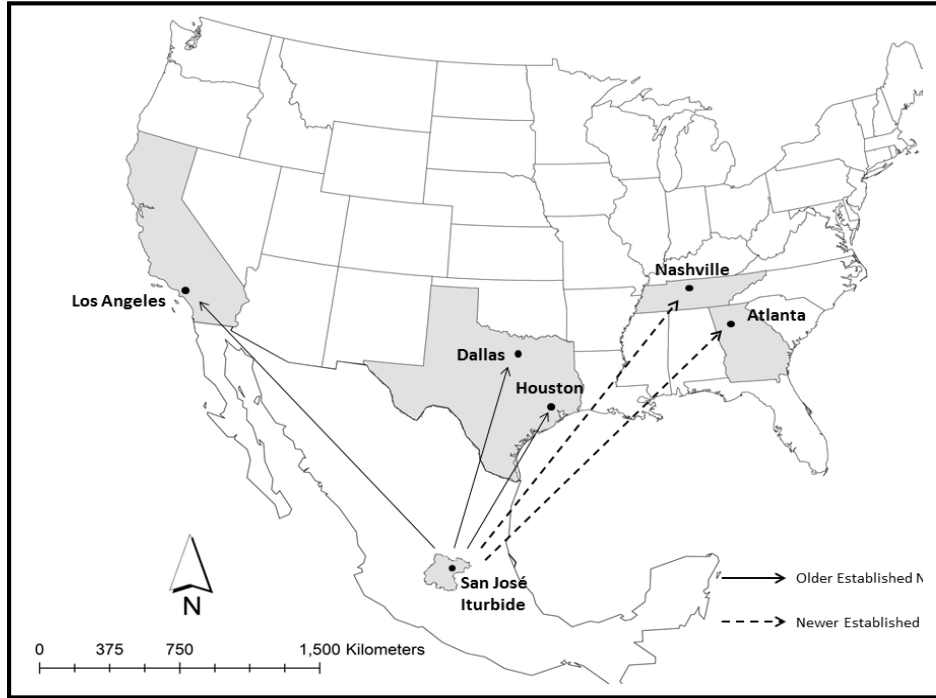 Nashville
Los Angeles
Atlanta
Dallas
Houston
San José
Iturbide
Older Established
Newer Established
N
0 375 750 1,500 Kilometers